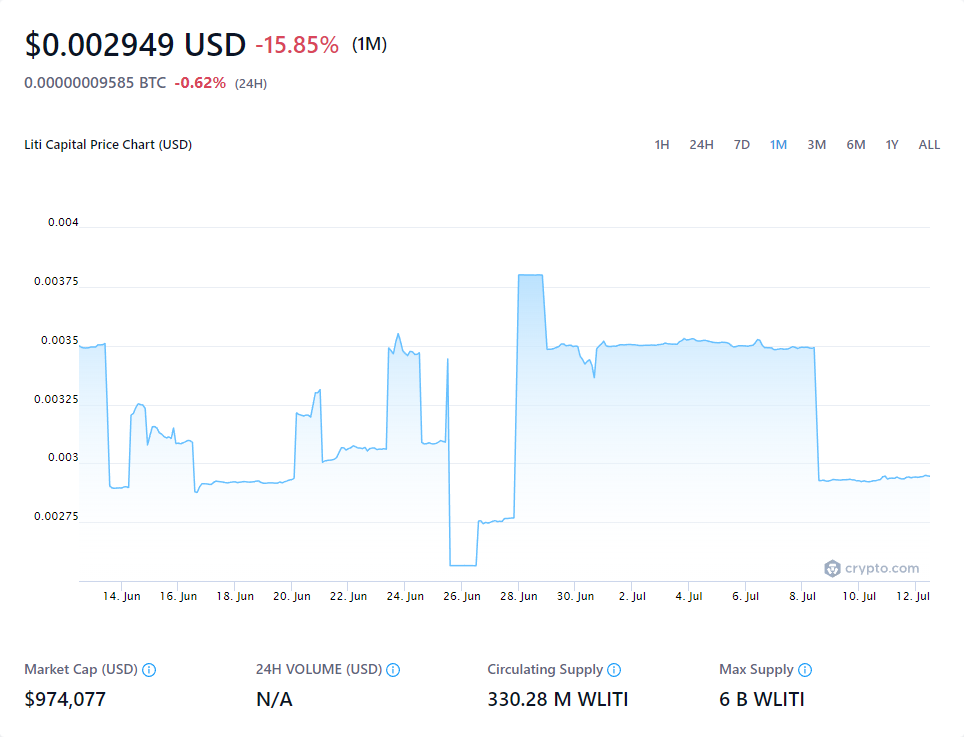 $0.002949 USD -15.85% (1M)
0.00000009585 BTC -0.62% (24H)
Liti Capital Price Chart (USD) 1H 24H 7D 1M 3M 6M 1Y ALL
0.004
0.00375
0.0035
0.00325
0.003
0.00275
crypto.com
14. Jun 16. Jun 18. Jun 20. Jun 22. Jun 24. Jun 26. Jun 28. Jun 30. Jun 2. Jul 4. Jul 6. Jul 8. Jul 10. Jul 12. Jul
Market Cap (USD) 24H VOLUME (USD) Circulating Supply Max Supply
$974,077 N/A 330.28 M WLITI 6 B WLITI